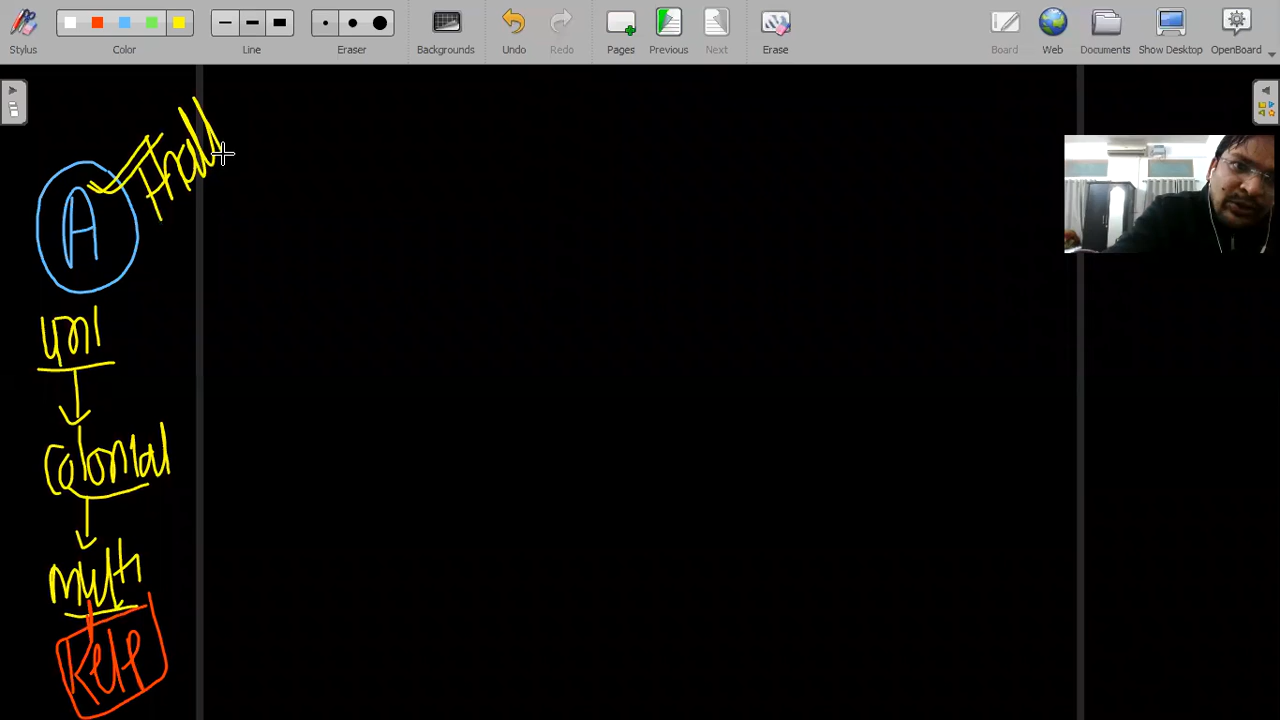 Stylus
Color
Line
Eraser
Backgrounds
Undo
Redo
Pages
Previous
Next
Erase
Board
Web
Documents
Show Desktop
OpenBoard
A
uni
colonial
multi
Kelp